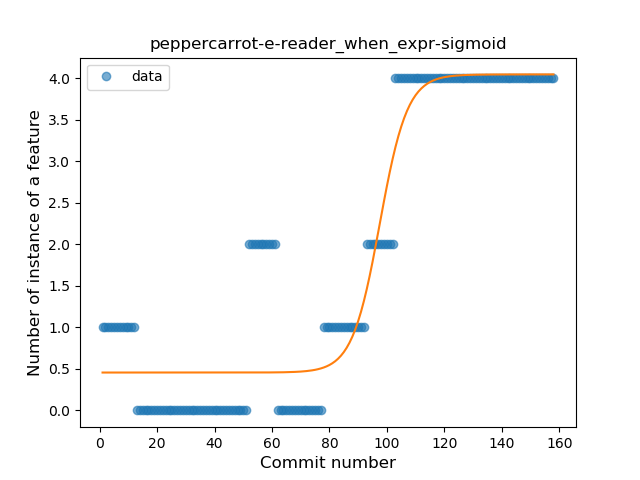 peppercarrot-e-reader_when_expr-sigmoid
data
Number of instance of a feature
4.0
3.5
3.0
2.5
2.0
1.5
1.0
0.5
0.0
0 20 40 60 80 100 120 140 160
Commit number